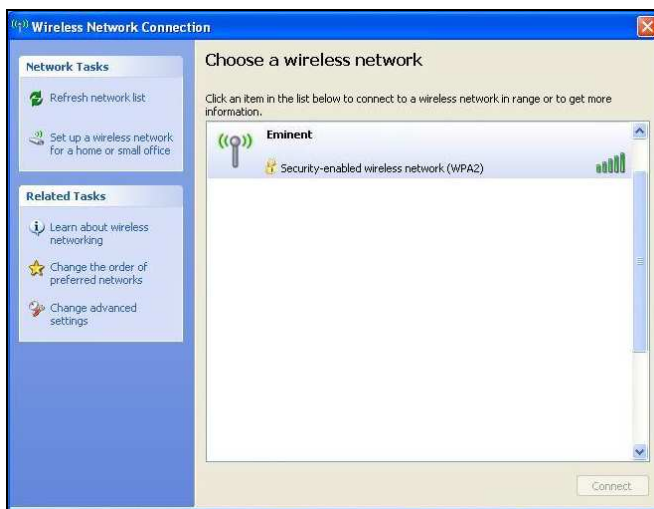 Wireless Network Connection
Network Tasks
Refresh network list
Set up a wireless network
for a home or small office
Related Tasks
Learn about wireless
networking
Change the order of
preferred networks
Change advanced
settings
Choose a wireless network
Click an item in the list below to connect to a wireless network in range or to get more
information.
Eminent
Security-enabled wireless network (WPA2)
Connect